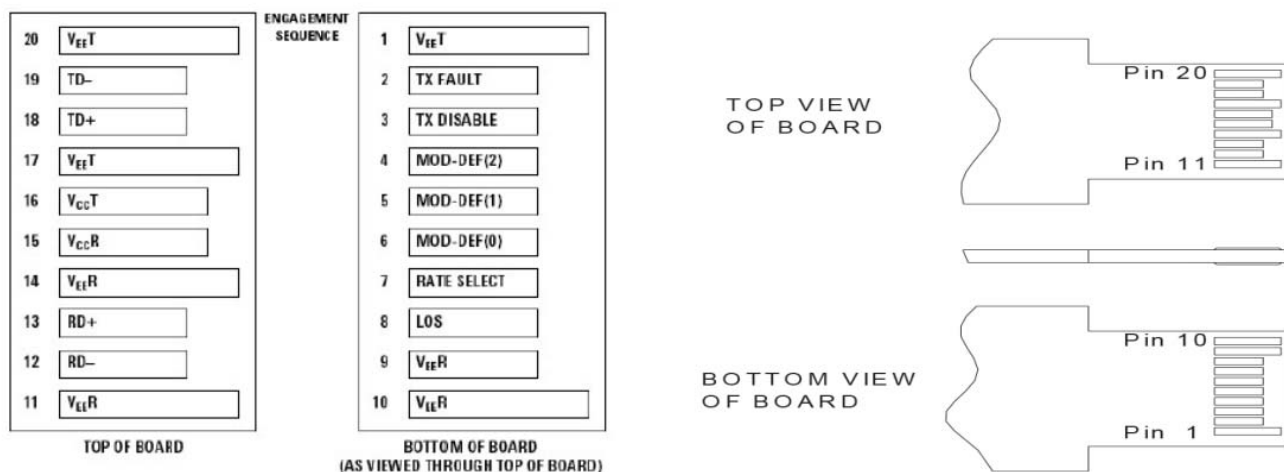 ENGAGEMENT
SEQUENCE
20 VEET
19 TD–
18 TD+
17 VEET
16 VCCT
15 VCCR
14 VEER
13 RD+
12 RD–
11 VEER
TOP OF BOARD
1 VEET
2 TX FAULT
3 TX DISABLE
4 MOD-DEF(2)
5 MOD-DEF(1)
6 MOD-DEF(0)
7 RATE SELECT
8 LOS
9 VEER
10 VEER
BOTTOM OF BOARD
(AS VIEWED THROUGH TOP OF BOARD)
TOP VIEW
OF BOARD
Pin 20
Pin 11
BOTTOM VIEW
OF BOARD
Pin 10
Pin 1